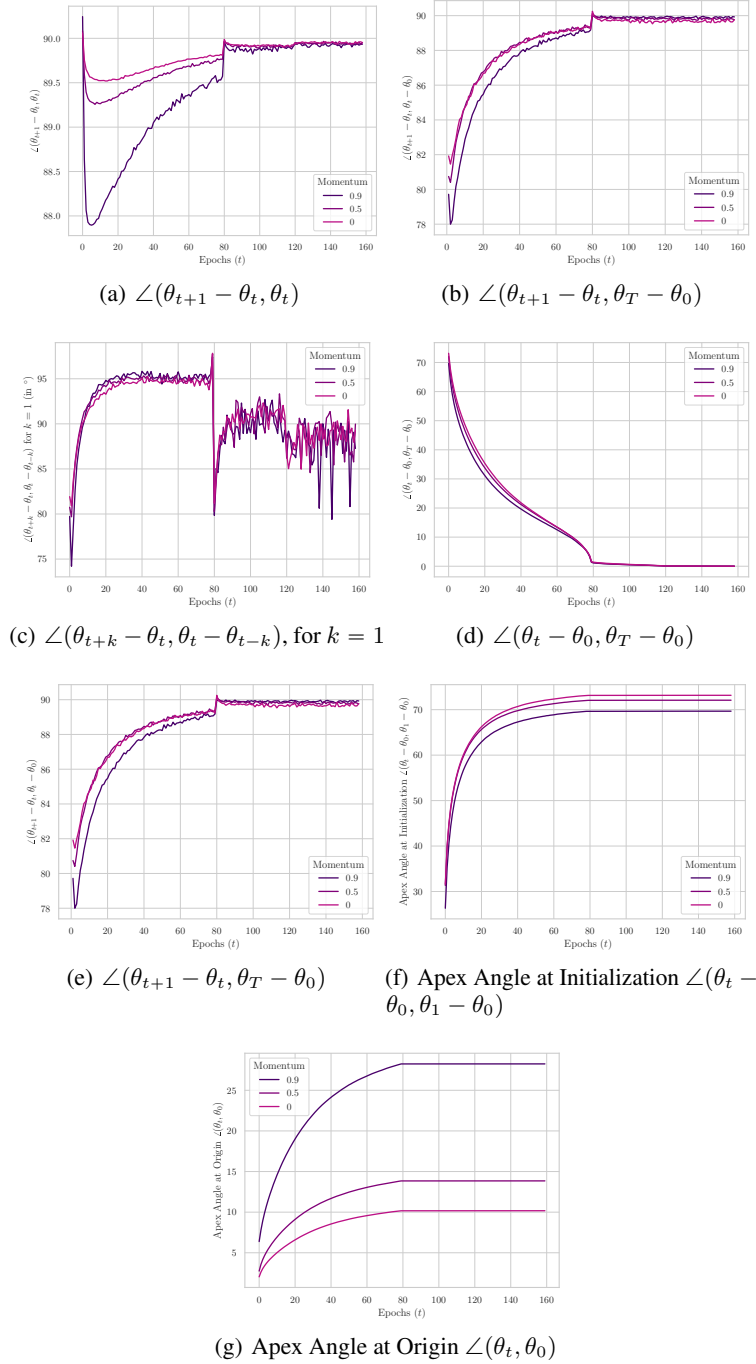 90.0
89.5
89.0
88.5
88.0
∠(θt+1 − θt, θt)
Momentum
0.9
0.5
0
0 20 40 60 80 100 120 140 160
Epochs (t)
(a) ∠(θt+1 − θt, θt)
90
88
86
84
82
80
78
∠(θt+1 − θt, θt − θ0)
Momentum
0.9
0.5
0
0 20 40 60 80 100 120 140 160
Epochs (t)
(b) ∠(θt+1 − θt, θT − θ0)
95
90
85
80
75
∠(θt+k − θt, θt − θt−k) for k = 1 (in °)
Momentum
0.9
0.5
0
0 20 40 60 80 100 120 140 160
Epochs (t)
(c) ∠(θt+k − θt, θt − θt−k), for k = 1
70
60
50
40
30
20
10
0
∠(θt − θ0, θT − θ0)
Momentum
0.9
0.5
0
0 20 40 60 80 100 120 140 160
Epochs (t)
(d) ∠(θt − θ0, θT − θ0)
90
88
86
84
82
80
78
∠(θt+1 − θt, θt − θ0)
Momentum
0.9
0.5
0
0 20 40 60 80 100 120 140 160
Epochs (t)
(e) ∠(θt+1 − θt, θT − θ0)
70
60
50
40
30
Apex Angle at Initialization ∠(θt − θ0, θ1 − θ0)
Momentum
0.9
0.5
0
0 20 40 60 80 100 120 140 160
Epochs (t)
(f) Apex Angle at Initialization ∠(θt −
θ0, θ1 − θ0)
25
20
15
10
5
Apex Angle at Origin ∠(θt, θ0)
Momentum
0.9
0.5
0
0 20 40 60 80 100 120 140 160
Epochs (t)
(g) Apex Angle at Origin ∠(θt, θ0)